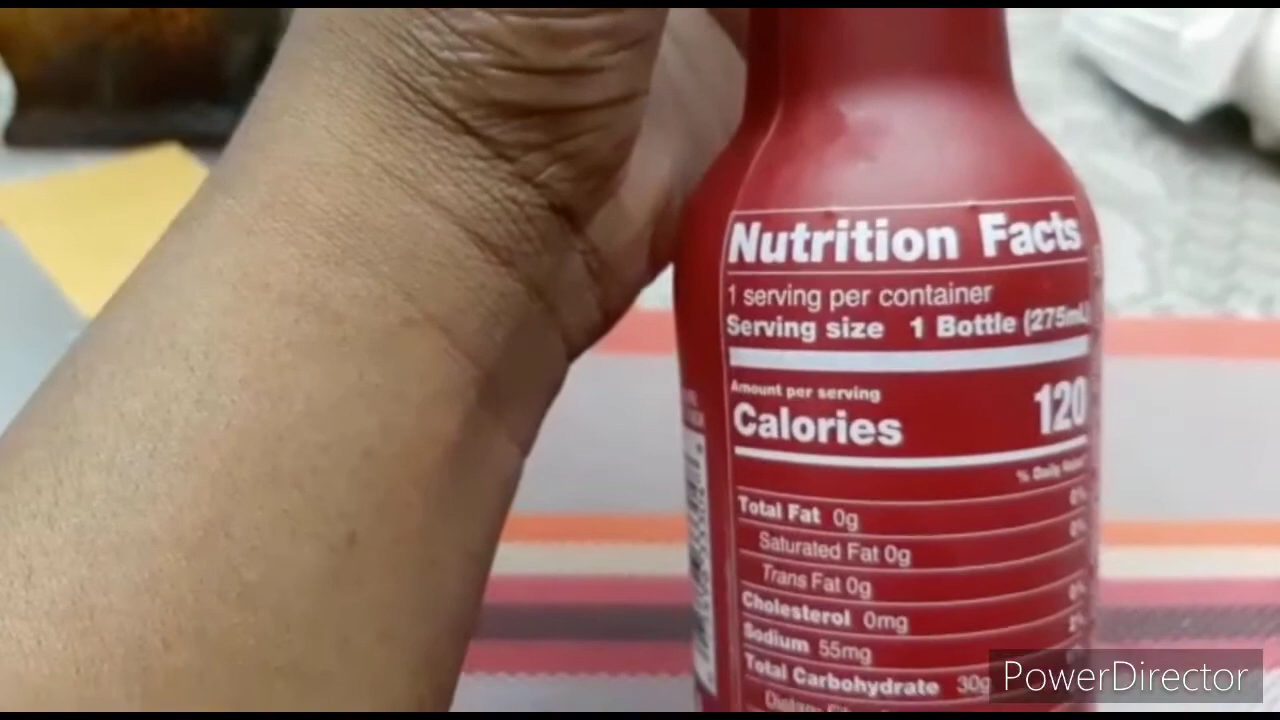 Nutrition Facts
1 serving per container
Serving size 1 Bottle (275mL)
Amount per serving
Calories 120
% Daily Value*
Total Fat 0g 0%
Saturated Fat 0g 0%
Trans Fat 0g
Cholesterol 0mg 0%
Sodium 55mg 2%
Total Carbohydrate 30g
PowerDirector